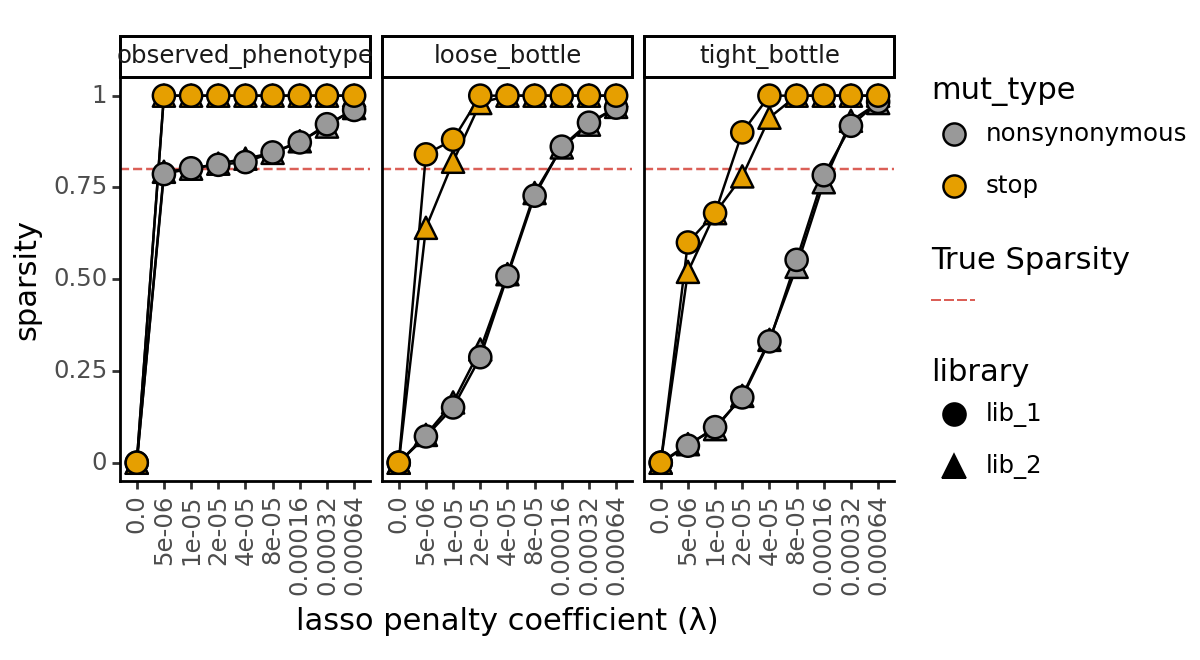 observed_phenotype loose_bottle tight_bottle
1
0.75
0.50
0.25
0
sparsity
0.0 5e-06 1e-05 2e-05 4e-05 8e-05 0.00016 0.00032 0.00064
0.0 5e-06 1e-05 2e-05 4e-05 8e-05 0.00016 0.00032 0.00064
0.0 5e-06 1e-05 2e-05 4e-05 8e-05 0.00016 0.00032 0.00064
lasso penalty coefficient (λ)
mut_type
nonsynonymous
stop
True Sparsity
library
lib_1
lib_2